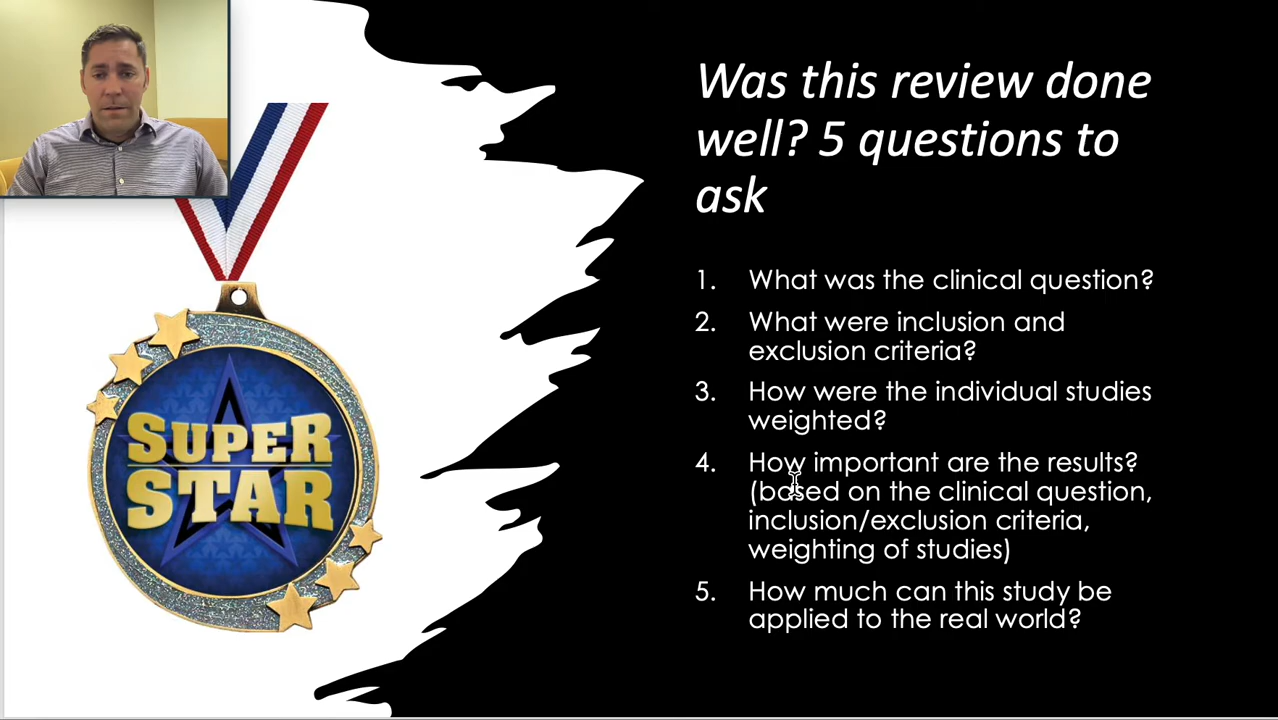 Was this review done
well? 5 questions to
ask
1. What was the clinical question?
2. What were inclusion and
exclusion criteria?
3. How were the individual studies
weighted?
4. How important are the results?
(based on the clinical question,
inclusion/exclusion criteria,
weighting of studies)
5. How much can this study be
applied to the real world?
SUPER
STAR